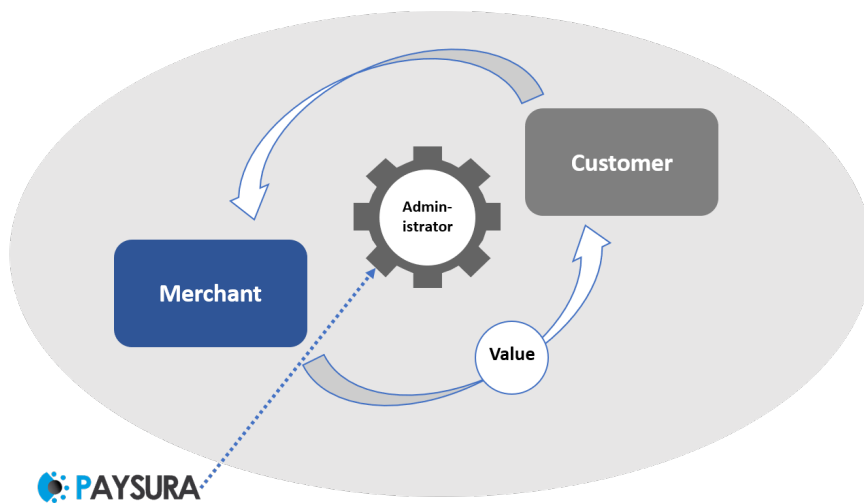 Customer
Admin-
istrator
Merchant
Value
PAYSURA